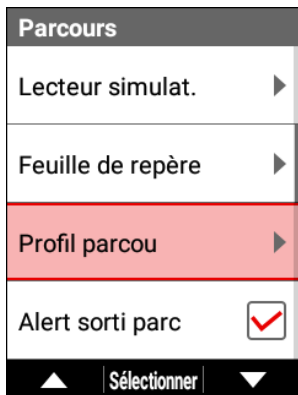 Parcours
Lecteur simulat.
Feuille de repère
Profil parcou
Alert sorti parc
Sélectionner